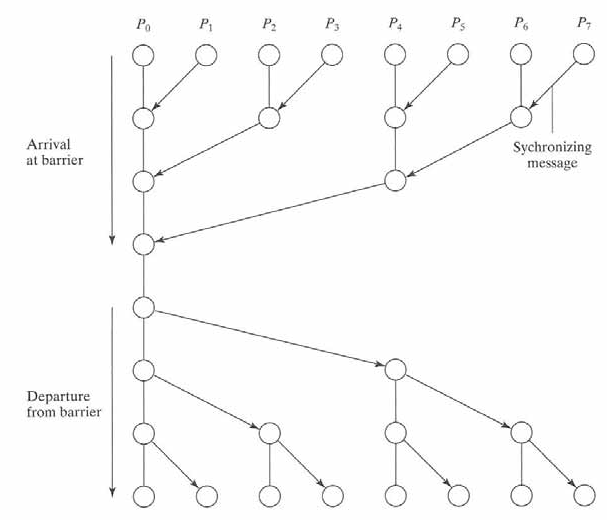 P0 P1 P2 P3 P4 P5 P6 P7
Arrival
at barrier
Sychronizing
message
Departure
from barrier